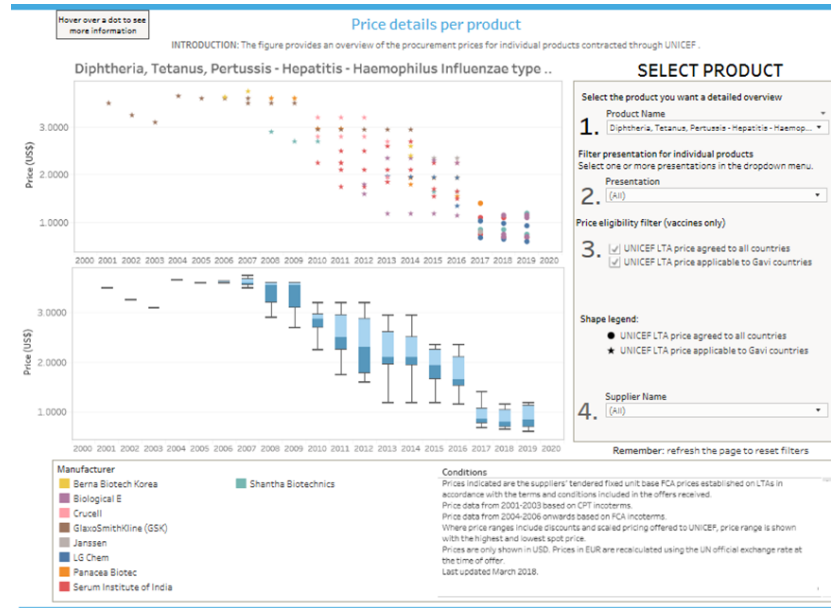 Hover over a dot to see
more information
Price details per product
INTRODUCTION: The figure provides an overview of the procurement prices for individual products contracted through UNICEF .
Diphtheria, Tetanus, Pertussis - Hepatitis - Haemophilus Influenzae type ..
SELECT PRODUCT
Select the product you want a detailed overview
1.
Product Name
Diphtheria, Tetanus, Pertussis - Hepatitis - Haemop...
Filter presentation for individual products
Select one or more presentations in the dropdown menu.
2.
Presentation
(All)
Price eligibility filter (vaccines only)
3.
UNICEF LTA price agreed to all countries
UNICEF LTA price applicable to Gavi countries
Shape legend:
UNICEF LTA price agreed to all countries
UNICEF LTA price applicable to Gavi countries
4.
Supplier Name
(All)
Remember: refresh the page to reset filters
Price (US$)
3.0000
2.0000
1.0000
2000 2001 2002 2003 2004 2005 2006 2007 2008 2009 2010 2011 2012 2013 2014 2015 2016 2017 2018 2019 2020
Price (US$)
3.0000
2.0000
1.0000
2000 2001 2002 2003 2004 2005 2006 2007 2008 2009 2010 2011 2012 2013 2014 2015 2016 2017 2018 2019 2020
Manufacturer
Berna Biotech Korea
Biological E
Crucell
GlaxoSmithKline (GSK)
Janssen
LG Chem
Panacea Biotec
Serum Institute of India
Shantha Biotechnics
Conditions
Prices indicated are the suppliers' tendered fixed unit base FCA prices established on LTAs in
accordance with the terms and conditions included in the offers received.
Price data from 2001-2003 based on CPT incoterms.
Price data from 2004-2006 onwards based on FCA incoterms.
Where price ranges include discounts and scaled pricing offered to UNICEF, price range is shown
with the highest and lowest spot price.
Prices are only shown in USD. Prices in EUR are recalculated using the UN official exchange rate at
the time of offer.
Last updated March 2018.